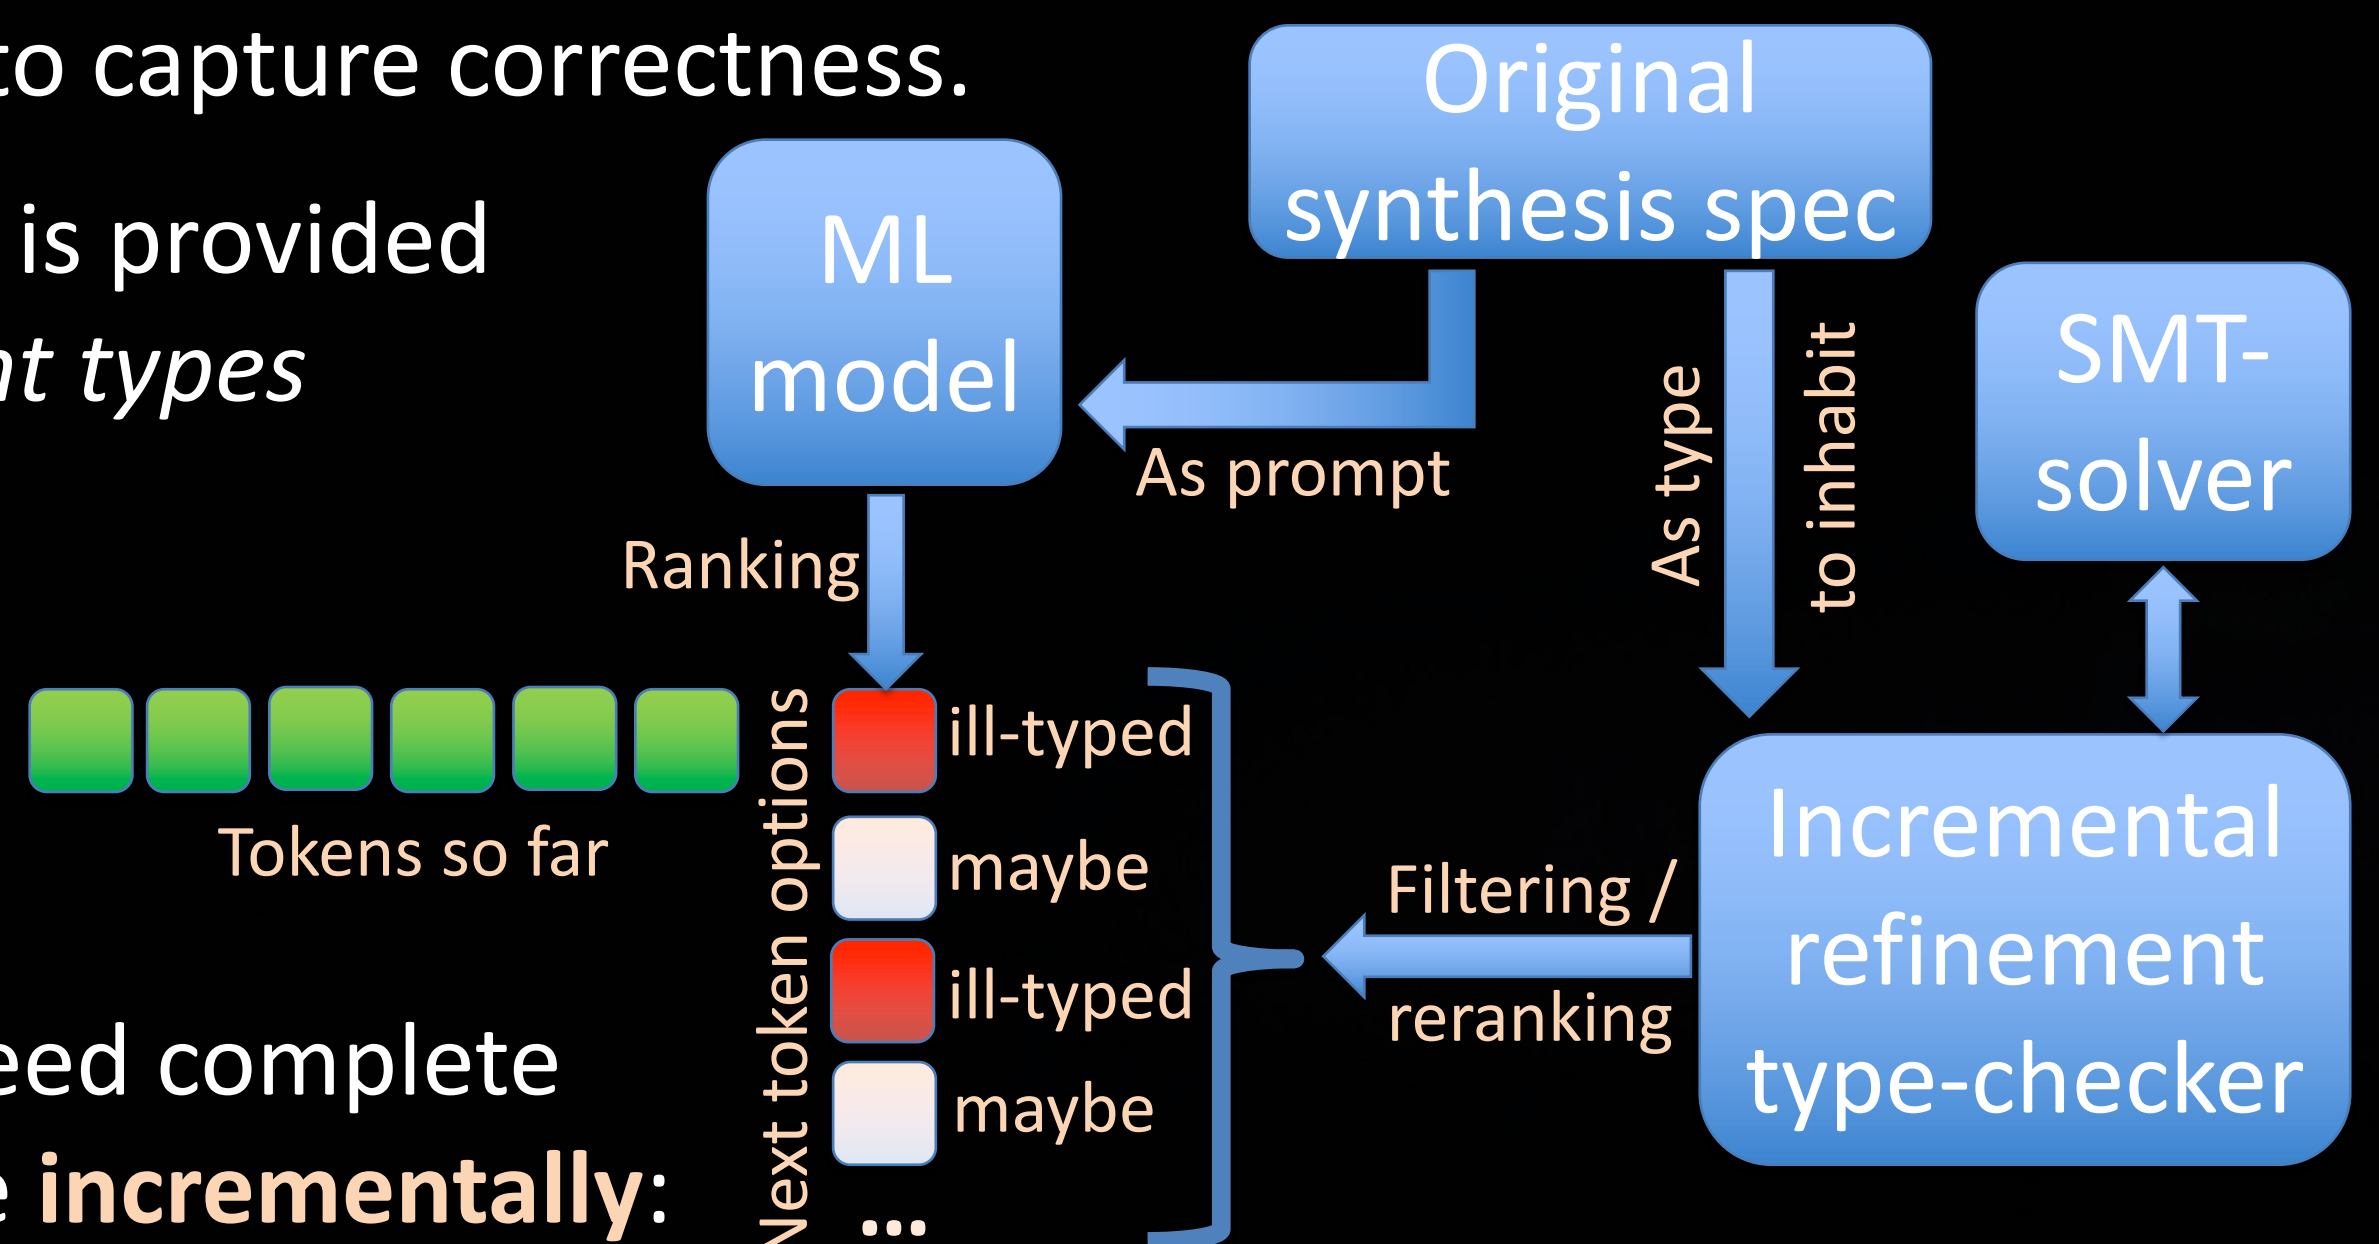 to capture correctness.
is provided
nt types
Original
synthesis spec
ML
model
SMT-
solver
As prompt
As type
to inhabit
Ranking
Next token options
ill-typed
maybe
ill-typed
maybe
...
Tokens so far
Filtering /
reranking
Incremental
refinement
type-checker
eed complete
e incrementally: